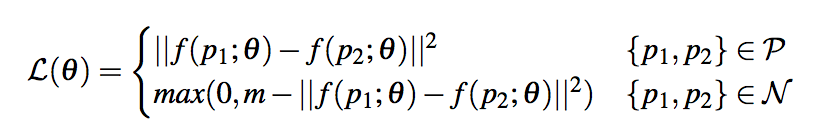 ||f(p₁;θ) − f(p₂;θ)||² {p₁,p₂} ∈ 𝒫
ℒ(θ) = {
max(0,m − ||f(p₁;θ) − f(p₂;θ)||²) {p₁,p₂} ∈ 𝒩